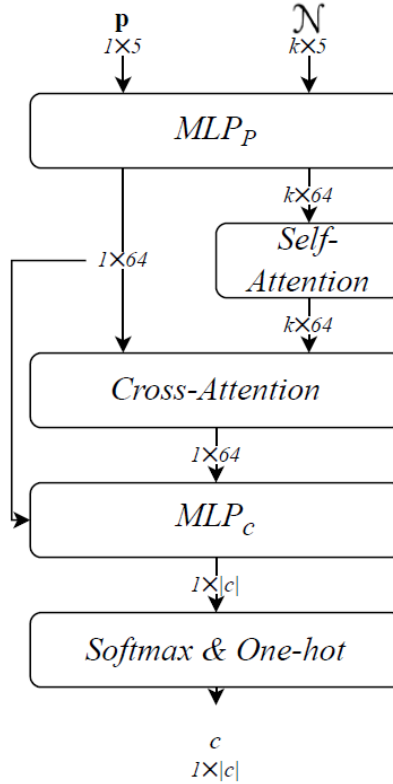 p 𝒩
1×5 k×5
MLP_P
k×64
Self-
1×64
Attention
k×64
Cross-Attention
1×64
MLP_c
1×|c|
Softmax & One-hot
c
1×|c|